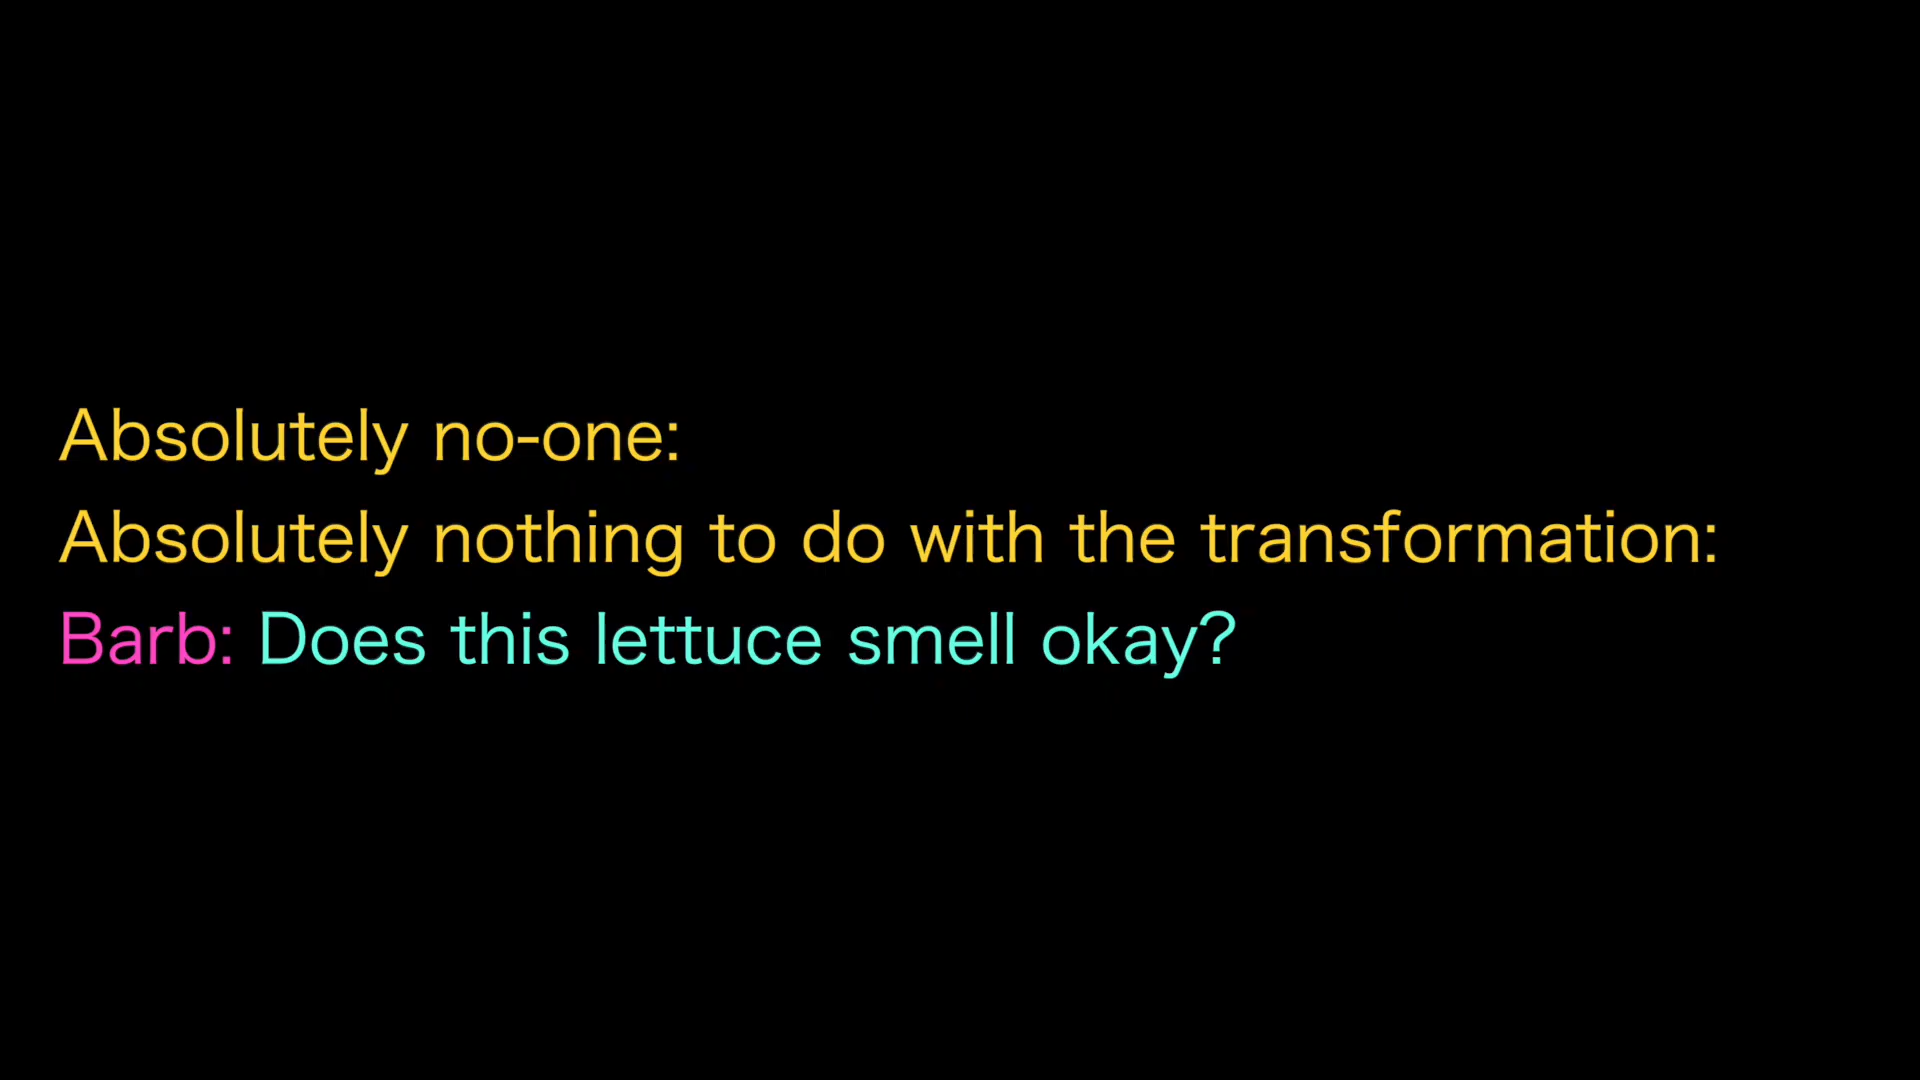 Absolutely no-one:
Absolutely nothing to do with the transformation:
Barb: Does this lettuce smell okay?